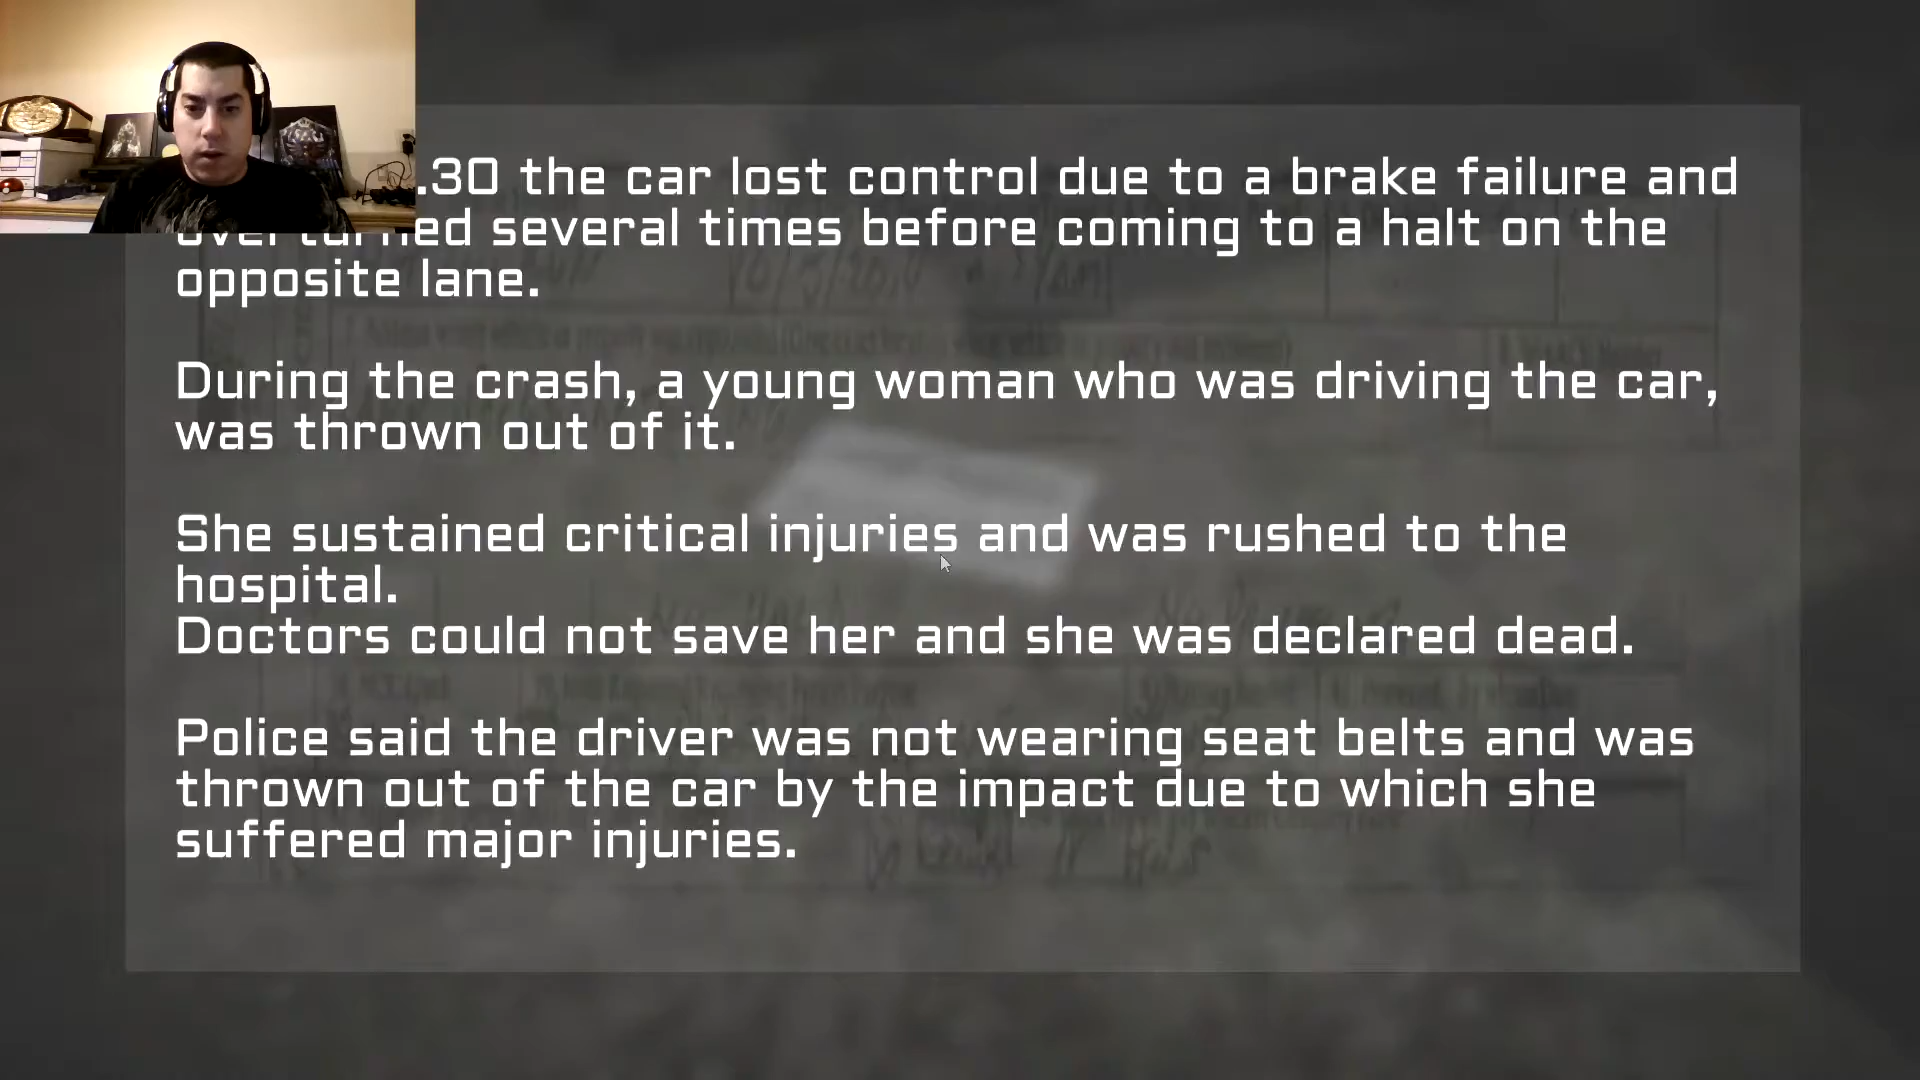 .30 the car lost control due to a brake failure and
overturned several times before coming to a halt on the
opposite lane.
During the crash, a young woman who was driving the car,
was thrown out of it.
She sustained critical injuries and was rushed to the
hospital.
Doctors could not save her and she was declared dead.
Police said the driver was not wearing seat belts and was
thrown out of the car by the impact due to which she
suffered major injuries.